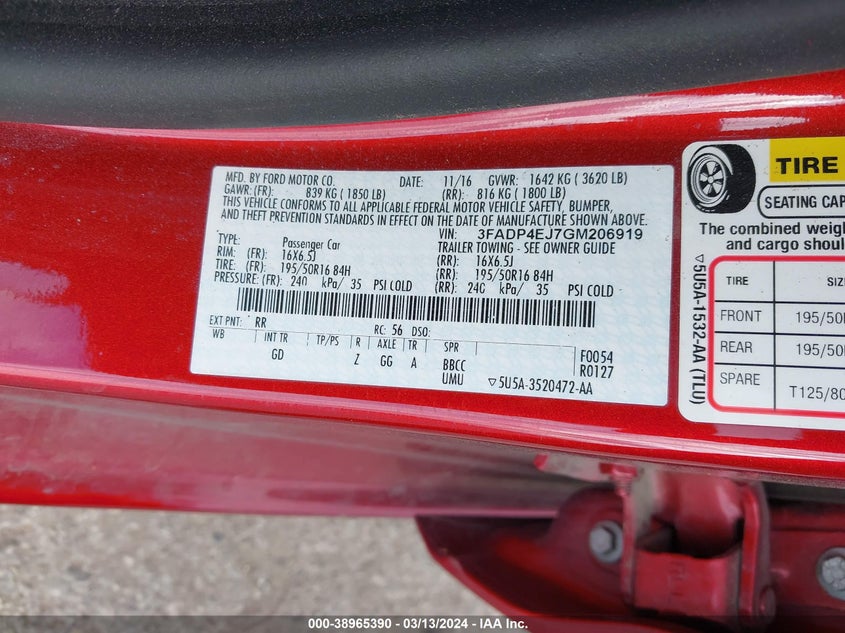 MFD. BY FORD MOTOR CO. DATE: 11/16 GVWR: 1642 KG ( 3620 LB)
GAWR: (FR): 839 KG ( 1850 LB) (RR): 816 KG ( 1800 LB)
THIS VEHICLE CONFORMS TO ALL APPLICABLE FEDERAL MOTOR VEHICLE SAFETY, BUMPER,
AND THEFT PREVENTION STANDARDS IN EFFECT ON THE DATE OF MANUFACTURE SHOWN ABOVE.
VIN: 3FADP4EJ7GM206919
TYPE: Passenger Car TRAILER TOWING - SEE OWNER GUIDE
RIM: (FR): 16X6.5J (RR): 16X6.5J
TIRE: (FR): 195/50R16 84H (RR): 195/50R16 84H
PRESSURE: (FR): 240 kPa/ 35 PSI COLD (RR): 240 kPa/ 35 PSI COLD
EXT PNT: RR RC: 56 DSO:
WB INT TR TP/PS R AXLE TR SPR F0054
GD Z GG A BBCC R0127
UMU ▽5U5A-3520472-AA
TIRE
SEATING CAP
The combined weigh
and cargo shoul
▽5U5A-1532-AA (TLU)
TIRE SIZ
FRONT 195/50
REAR 195/50
SPARE T125/80
000-38965390 - 03/13/2024 - IAA Inc.